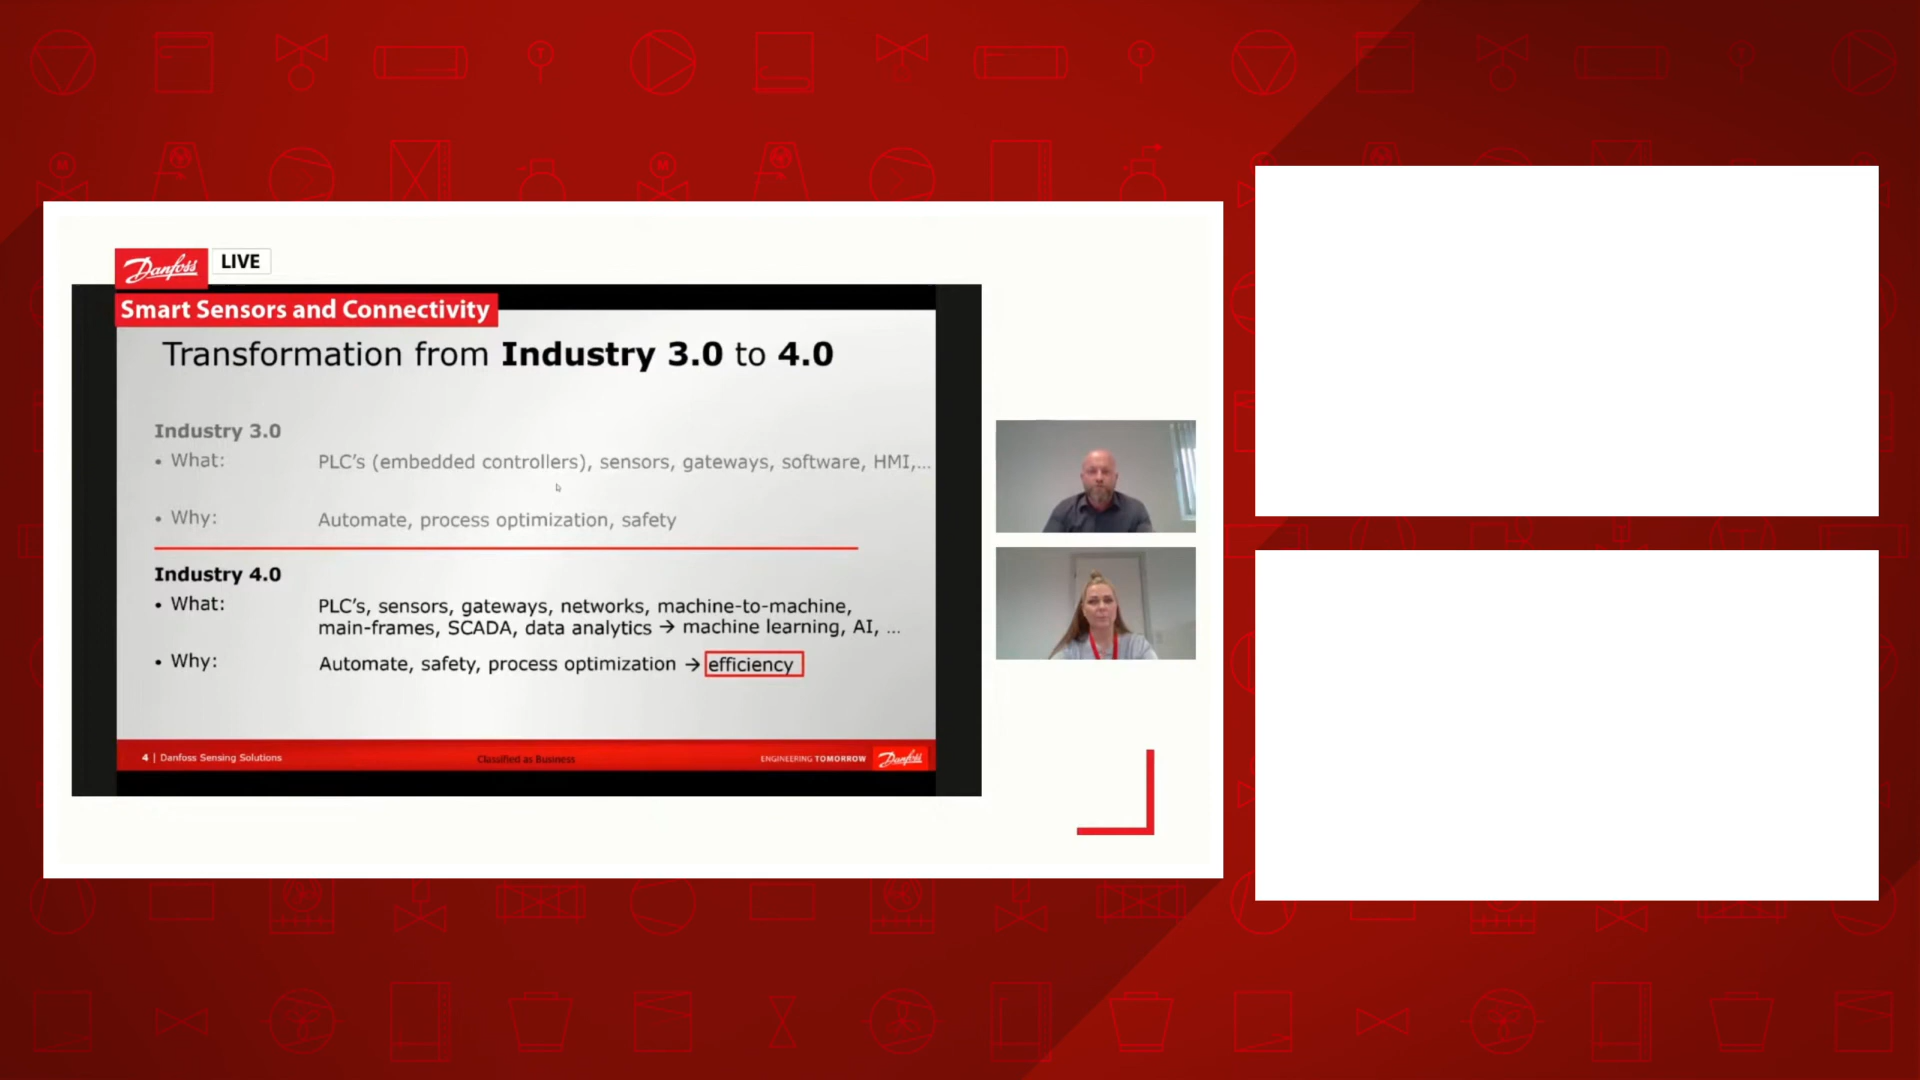 Danfoss
LIVE
Smart Sensors and Connectivity
Transformation from Industry 3.0 to 4.0
Industry 3.0
• What: PLC's (embedded controllers), sensors, gateways, software, HMI,...
• Why: Automate, process optimization, safety
Industry 4.0
• What: PLC's, sensors, gateways, networks, machine-to-machine,
main-frames, SCADA, data analytics → machine learning, AI, ...
• Why: Automate, safety, process optimization → efficiency
4 | Danfoss Sensing Solutions
Classified as Business
ENGINEERING TOMORROW
Danfoss